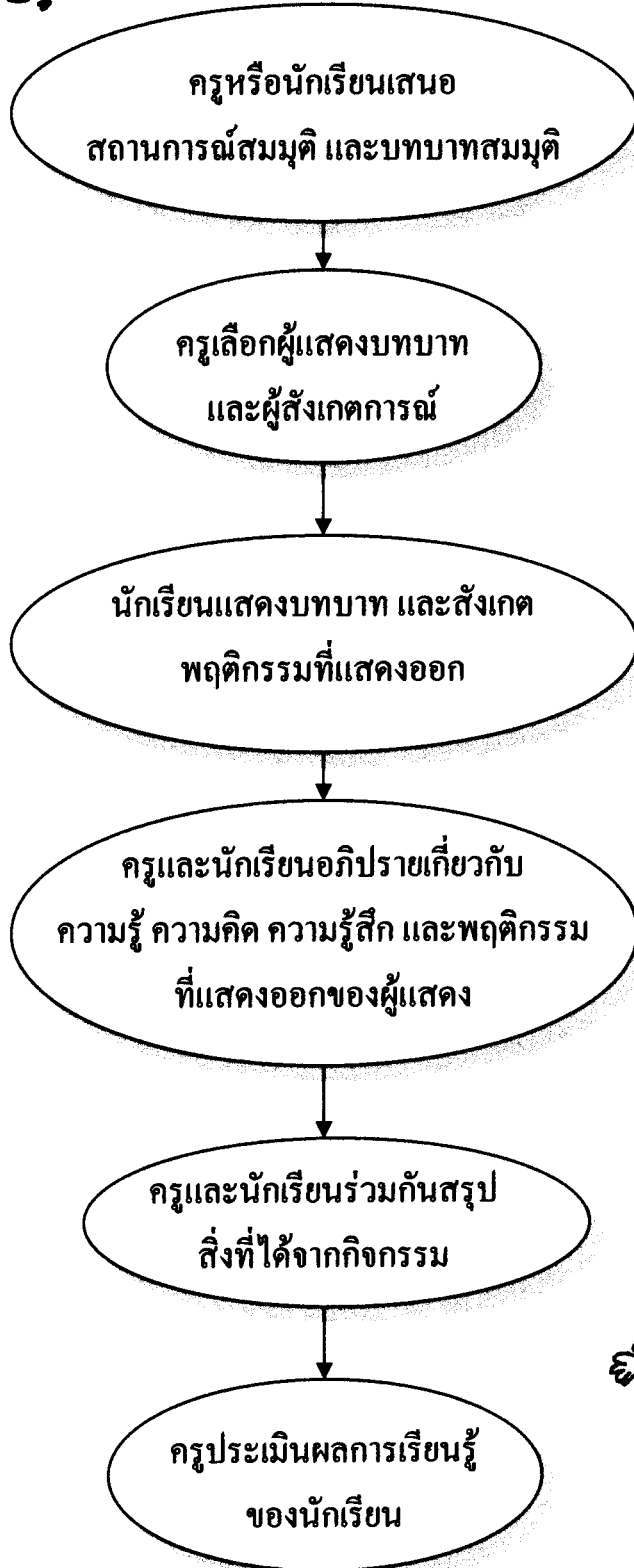 ครูหรือนักเรียนเสนอ
สถานการณ์สมมุติ และบทบาทสมมุติ
ครูเลือกผู้แสดงบทบาท
และผู้สังเกตการณ์
นักเรียนแสดงบทบาท และสังเกต
พฤติกรรมที่แสดงออก
ครูและนักเรียนอภิปรายเกี่ยวกับ
ความรู้ ความคิด ความรู้สึก และพฤติกรรม
ที่แสดงออกของผู้แสดง
ครูและนักเรียนร่วมกันสรุป
สิ่งที่ได้จากกิจกรรม
ครูประเมินผลการเรียนรู้
ของนักเรียน